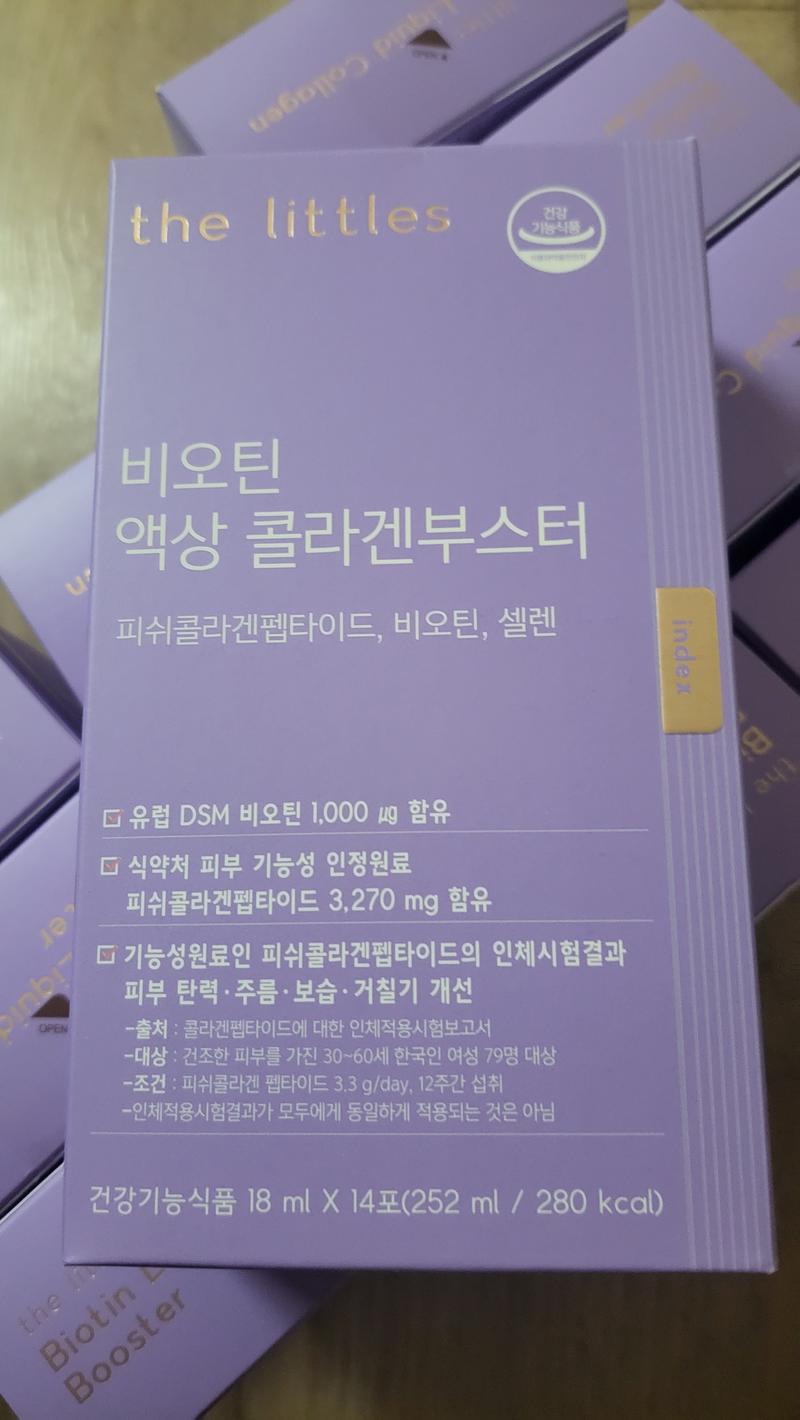 Liquid Collagen
OPEN
the littles
건강
기능식품
비오틴
액상 콜라겐부스터
피쉬콜라겐펩타이드, 비오틴, 셀렌
index
유럽 DSM 비오틴 1,000 ㎍ 함유
식약처 피부 기능성 인정원료
피쉬콜라겐펩타이드 3,270 mg 함유
기능성원료인 피쉬콜라겐펩타이드의 인체시험결과
피부 탄력·주름·보습·거칠기 개선
-출처 : 콜라겐펩타이드에 대한 인체적용시험보고서
-대상 : 건조한 피부를 가진 30~60세 한국인 여성 79명 대상
-조건 : 피쉬콜라겐 펩타이드 3.3 g/day, 12주간 섭취
-인체적용시험결과가 모두에게 동일하게 적용되는 것은 아님
건강기능식품 18 ml X 14포(252 ml / 280 kcal)
OPEN
Liquid
the
Biotin
Booster